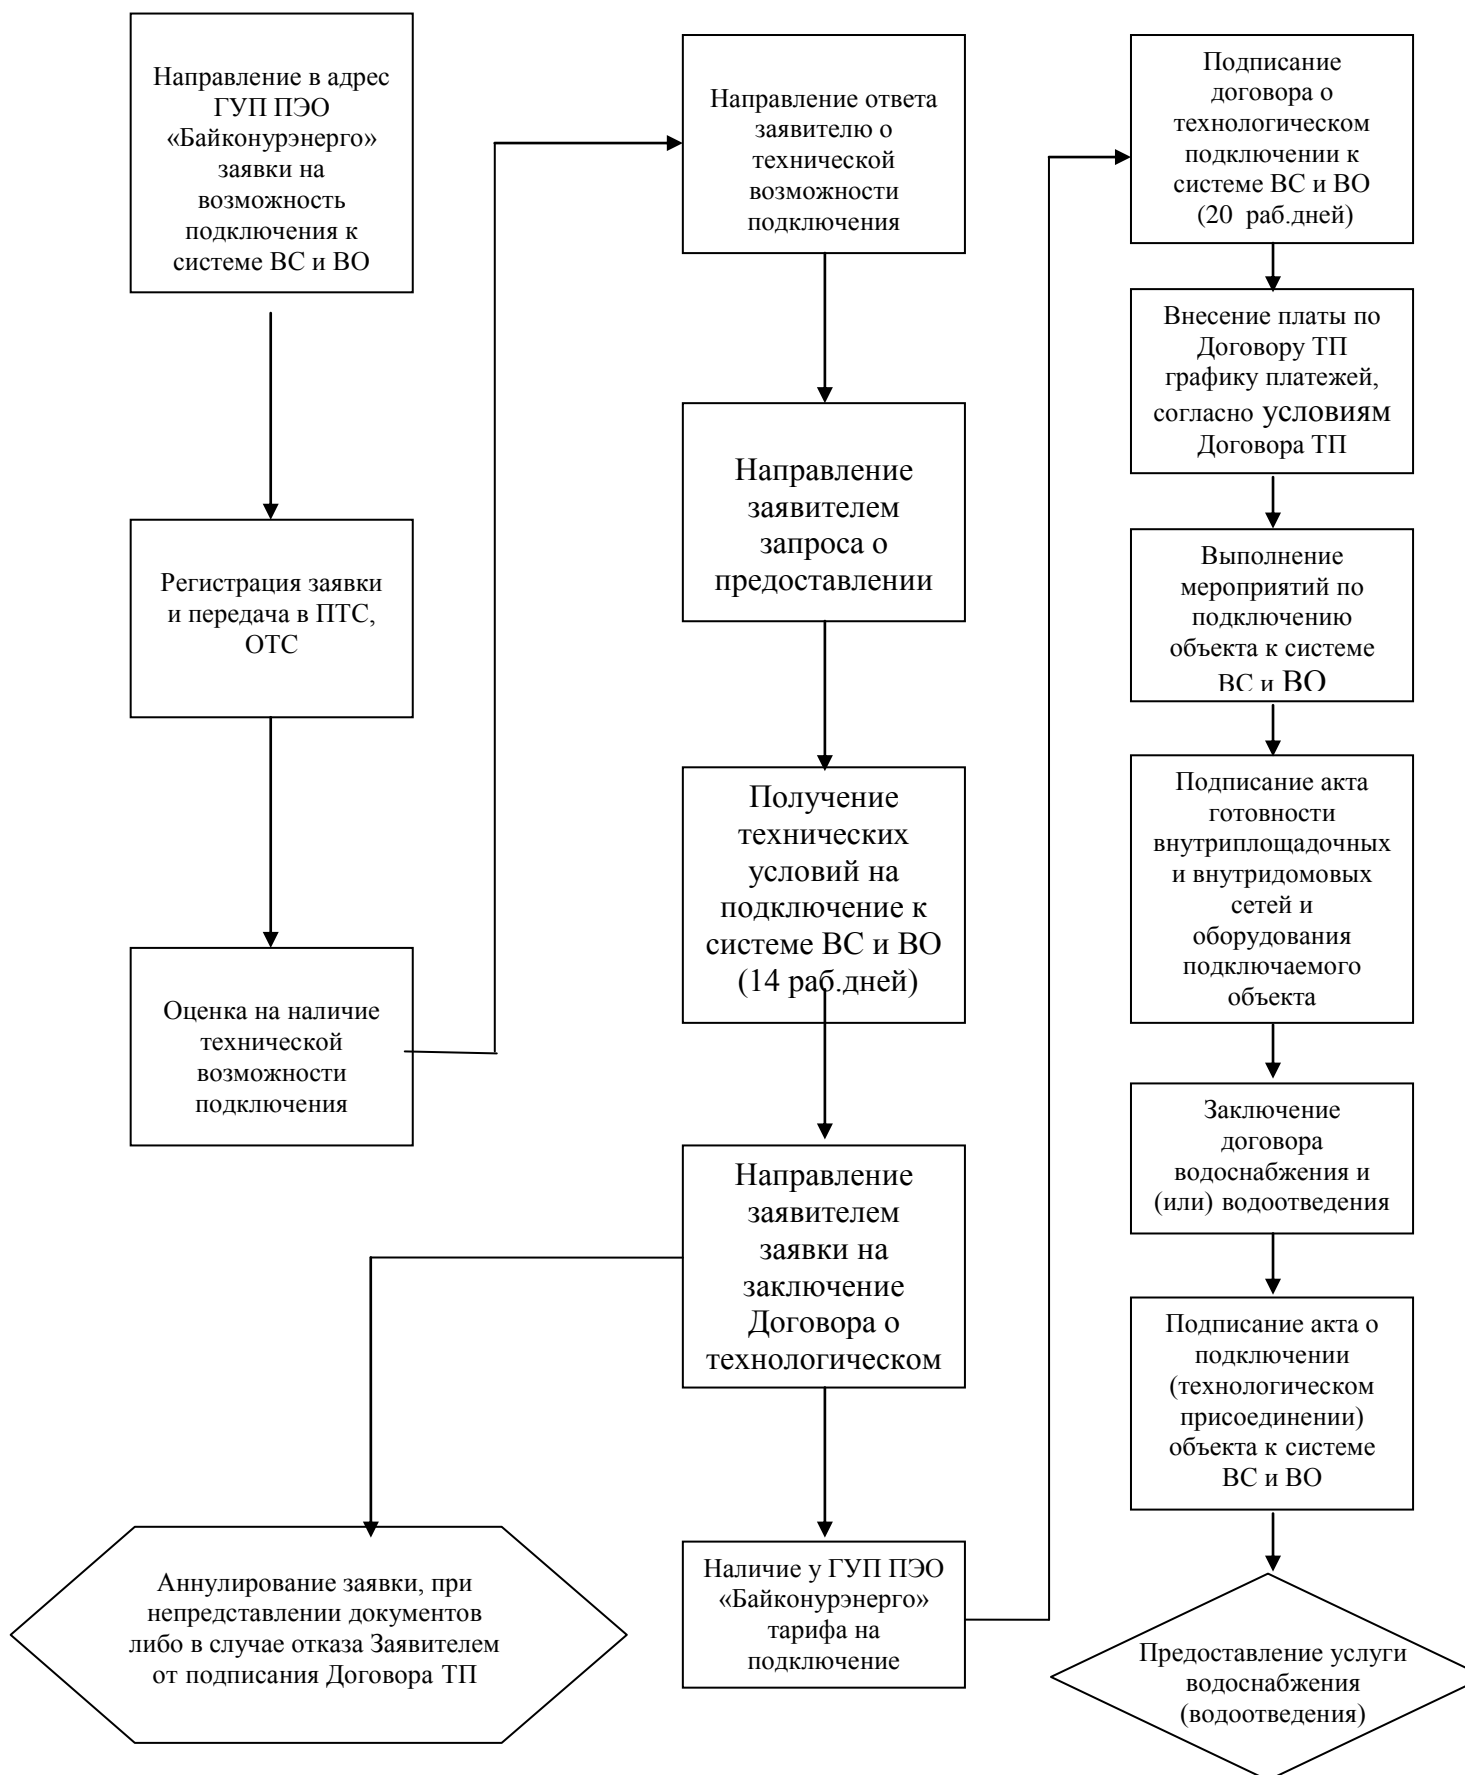 Направление в адрес
ГУП ПЭО
«Байконурэнерго»
заявки на
возможность
подключения к
системе ВС и ВО
Регистрация заявки
и передача в ПТС,
ОТС
Оценка на наличие
технической
возможности
подключения
Направление ответа
заявителю о
технической
возможности
подключения
Направление
заявителем
запроса о
предоставлении
Получение
технических
условий на
подключение к
системе ВС и ВО
(14 раб.дней)
Направление
заявителем
заявки на
заключение
Договора о
технологическом
Аннулирование заявки, при
непредставлении документов
либо в случае отказа Заявителем
от подписания Договора ТП
Наличие у ГУП ПЭО
«Байконурэнерго»
тарифа на
подключение
Подписание
договора о
технологическом
подключении к
системе ВС и ВО
(20 раб.дней)
Внесение платы по
Договору ТП
графику платежей,
согласно условиям
Договора ТП
Выполнение
мероприятий по
подключению
объекта к системе
ВС и ВО
Подписание акта
готовности
внутриплощадочных
и внутридомовых
сетей и
оборудования
подключаемого
объекта
Заключение
договора
водоснабжения и
(или) водоотведения
Подписание акта о
подключении
(технологическом
присоединении)
объекта к системе
ВС и ВО
Предоставление услуги
водоснабжения
(водоотведения)